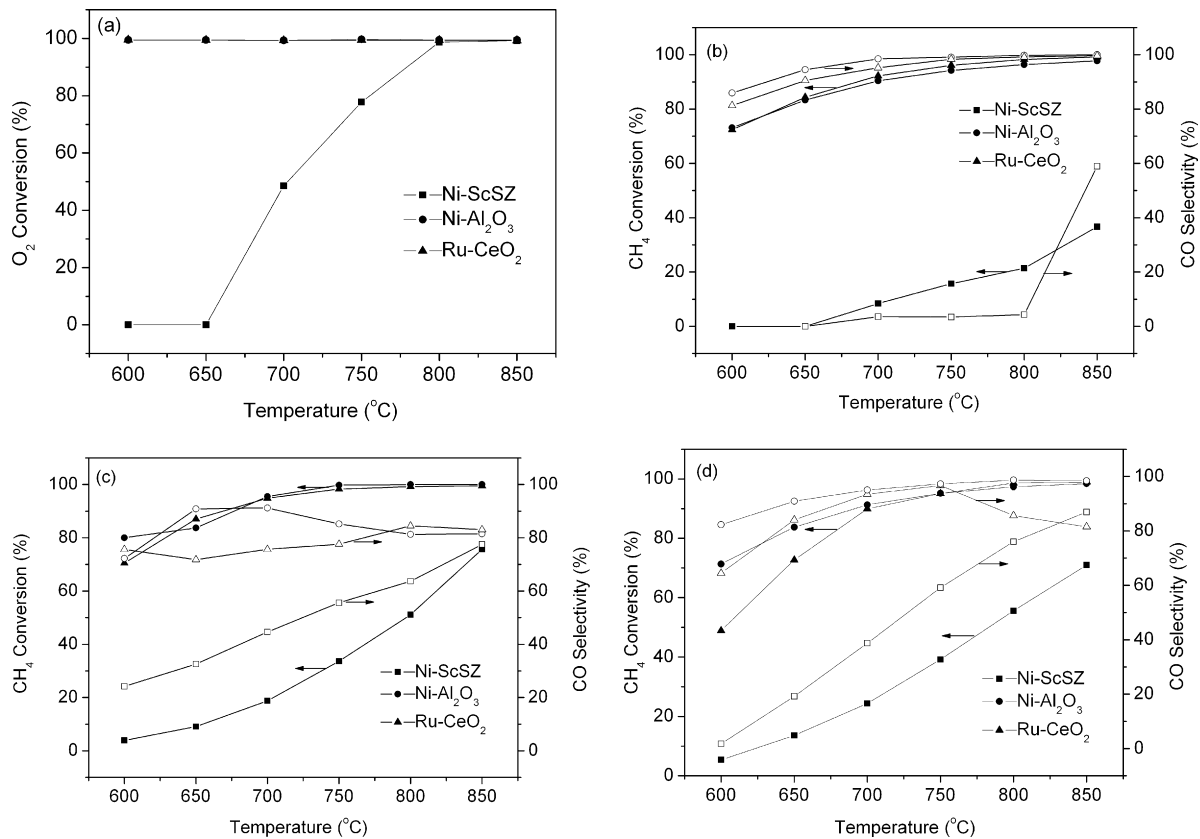 (a)
O2 Conversion (%)
100
80
60
40
20
0
Ni-ScSZ
Ni-Al2O3
Ru-CeO2
600 650 700 750 800 850
Temperature (°C)
(b)
CH4 Conversion (%)
100
80
60
40
20
0
Ni-ScSZ
Ni-Al2O3
Ru-CeO2
100
80
60
40
20
0
CO Selectivity (%)
600 650 700 750 800 850
Temperature (°C)
(c)
CH4 Conversion (%)
100
80
60
40
20
0
Ni-ScSZ
Ni-Al2O3
Ru-CeO2
100
80
60
40
20
0
CO Selectivity (%)
600 650 700 750 800 850
Temperature (°C)
(d)
CH4 Conversion (%)
100
80
60
40
20
0
Ni-ScSZ
Ni-Al2O3
Ru-CeO2
100
80
60
40
20
0
CO Selectivity (%)
600 650 700 750 800 850
Temperature (°C)